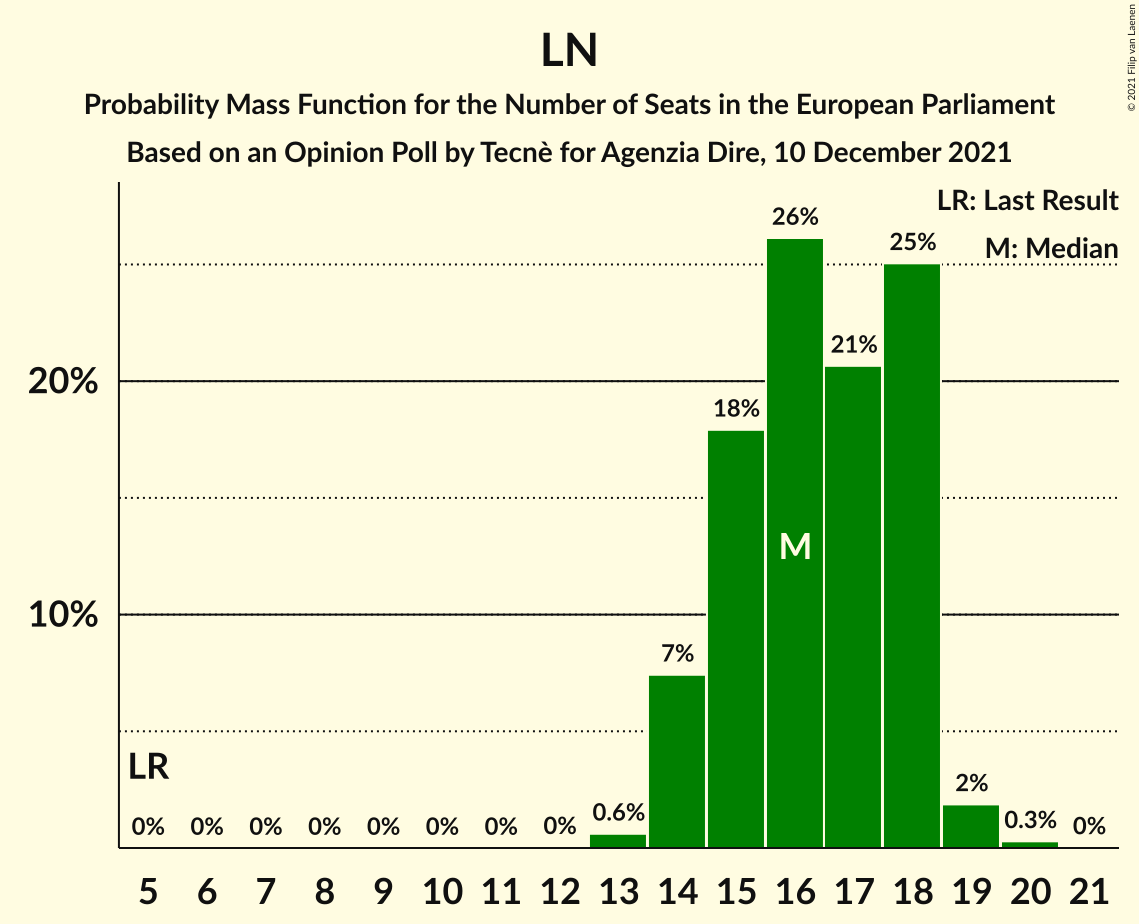 LN
Probability Mass Function for the Number of Seats in the European Parliament
Based on an Opinion Poll by Tecnè for Agenzia Dire, 10 December 2021
© 2021 Filip van Laenen
LR: Last Result
M: Median
20%
10%
LR
M
0%
0%
0%
0%
0%
0%
0%
0%
0.6%
7%
18%
26%
21%
25%
2%
0.3%
0%
5 6 7 8 9 10 11 12 13 14 15 16 17 18 19 20 21